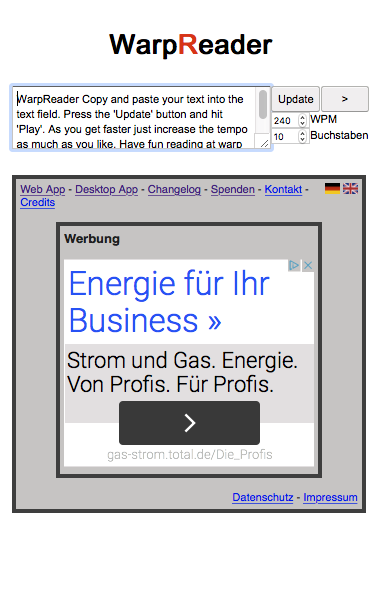 WarpReader
WarpReader Copy and paste your text into the
text field. Press the 'Update' button and hit
'Play'. As you get faster just increase the tempo
as much as you like. Have fun reading at warp
Update
>
240 WPM
10 Buchstaben
Web App - Desktop App - Changelog - Spenden - Kontakt -
Credits
Werbung
Energie für Ihr
Business »
Strom und Gas. Energie.
Von Profis. Für Profis.
gas-strom.total.de/Die_Profis
Datenschutz - Impressum